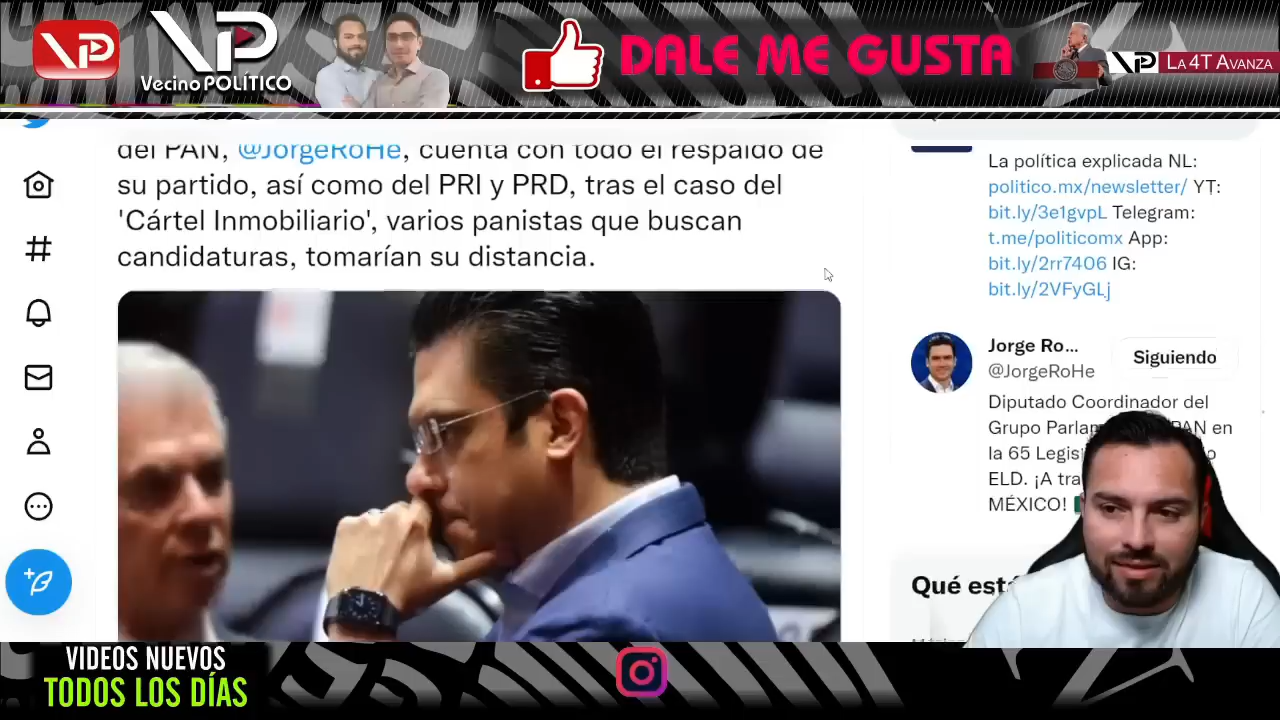 VP
Vecino POLÍTICO
DALE ME GUSTA
VP LA 4T AVANZA
del PAN, @JorgeRoHe, cuenta con todo el respaldo de
su partido, así como del PRI y PRD, tras el caso del
'Cártel Inmobiliario', varios panistas que buscan
candidaturas, tomarían su distancia.
La política explicada NL:
politico.mx/newsletter/ YT:
bit.ly/3e1gvpL Telegram:
t.me/politicomx App:
bit.ly/2rr7406 IG:
bit.ly/2VFyGLj
Jorge Ro...
@JorgeRoHe
Siguiendo
Diputado Coordinador del
Grupo Parlam PAN en
la 65 Legis o
ELD. ¡A tra
MÉXICO!
Qué está
VIDEOS NUEVOS
TODOS LOS DÍAS